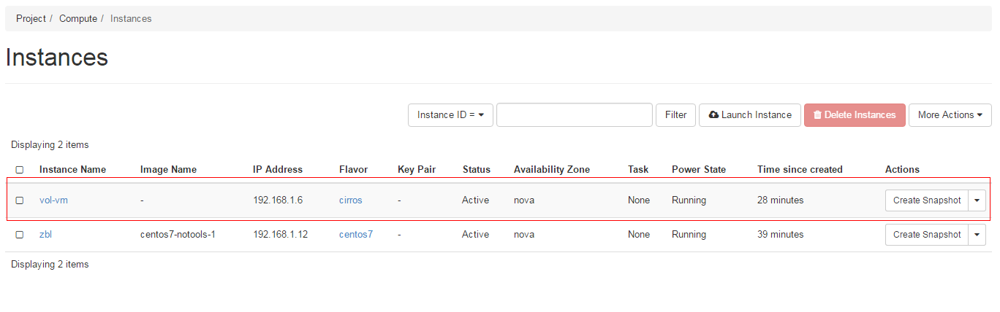 Project / Compute / Instances
Instances
Instance ID = Filter Launch Instance Delete Instances More Actions
Displaying 2 items
Instance Name Image Name IP Address Flavor Key Pair Status Availability Zone Task Power State Time since created Actions
vol-vm - 192.168.1.6 cirros - Active nova None Running 28 minutes Create Snapshot
zbl centos7-notools-1 192.168.1.12 centos7 - Active nova None Running 39 minutes Create Snapshot
Displaying 2 items